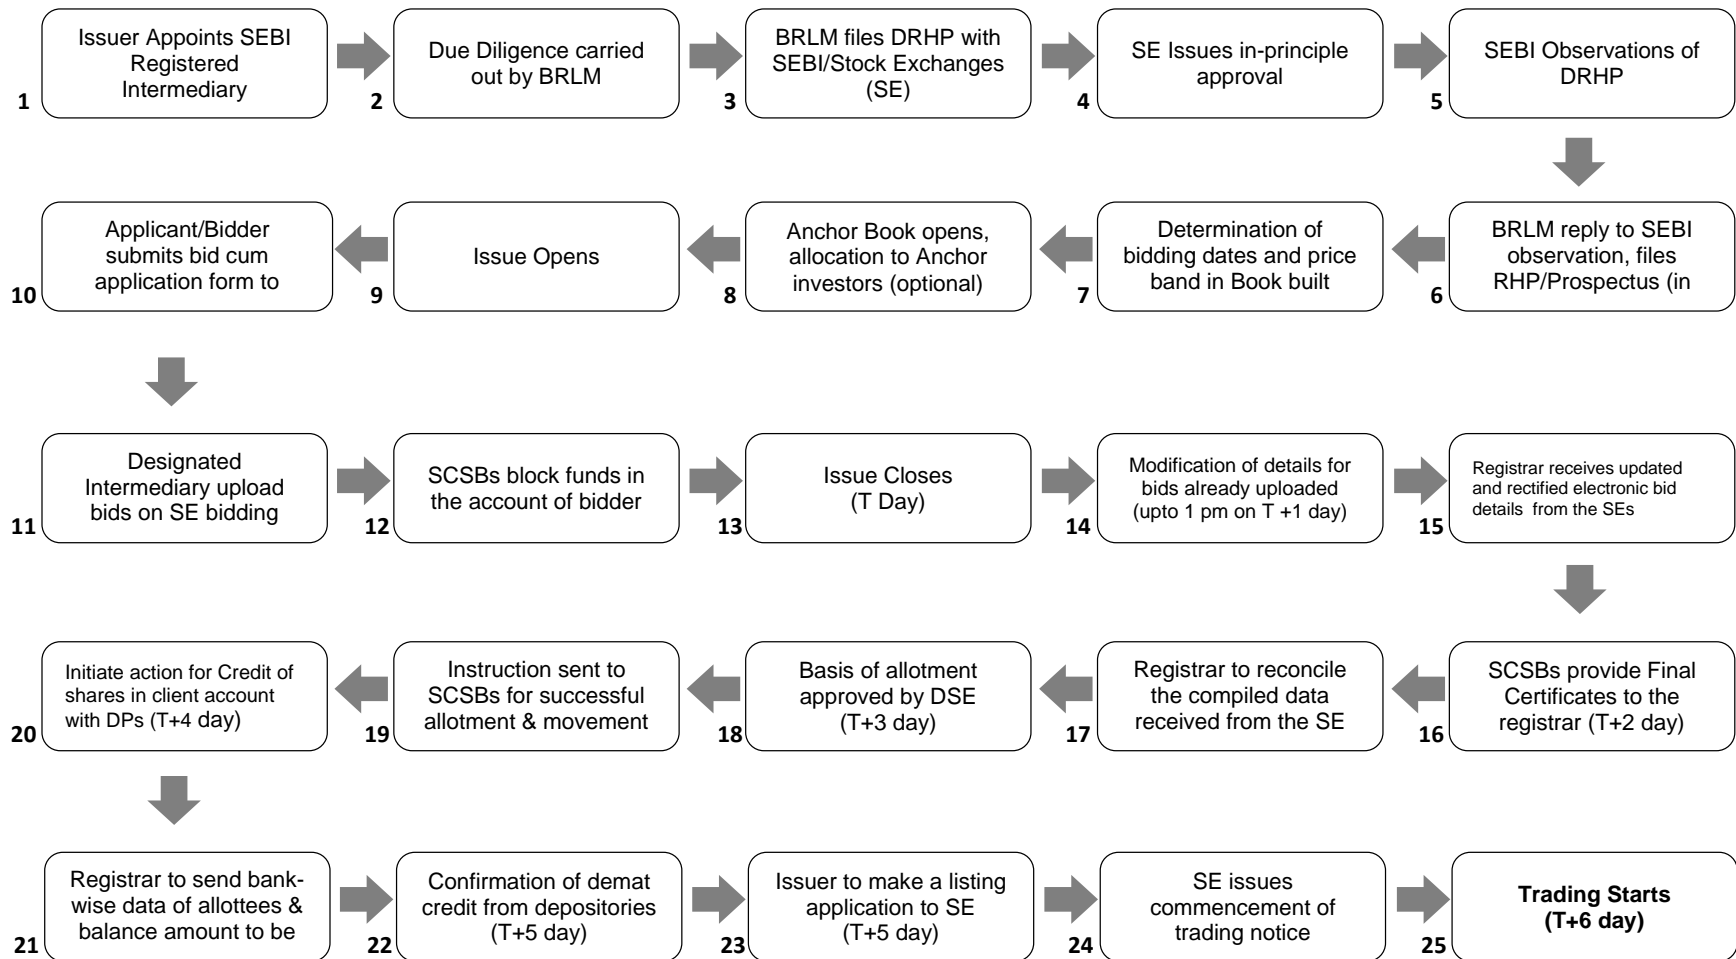 1
Issuer Appoints SEBI
Registered
Intermediary
2
Due Diligence carried
out by BRLM
3
BRLM files DRHP with
SEBI/Stock Exchanges
(SE)
4
SE Issues in-principle
approval
5
SEBI Observations of
DRHP
6
BRLM reply to SEBI
observation, files
RHP/Prospectus (in
7
Determination of
bidding dates and price
band in Book built
8
Anchor Book opens,
allocation to Anchor
investors (optional)
9
Issue Opens
10
Applicant/Bidder
submits bid cum
application form to
11
Designated
Intermediary upload
bids on SE bidding
12
SCSBs block funds in
the account of bidder
13
Issue Closes
(T Day)
14
Modification of details for
bids already uploaded
(upto 1 pm on T +1 day)
15
Registrar receives updated
and rectified electronic bid
details from the SEs
16
SCSBs provide Final
Certificates to the
registrar (T+2 day)
17
Registrar to reconcile
the compiled data
received from the SE
18
Basis of allotment
approved by DSE
(T+3 day)
19
Instruction sent to
SCSBs for successful
allotment & movement
20
Initiate action for Credit of
shares in client account
with DPs (T+4 day)
21
Registrar to send bank-
wise data of allottees &
balance amount to be
22
Confirmation of demat
credit from depositories
(T+5 day)
23
Issuer to make a listing
application to SE
(T+5 day)
24
SE issues
commencement of
trading notice
25
Trading Starts
(T+6 day)